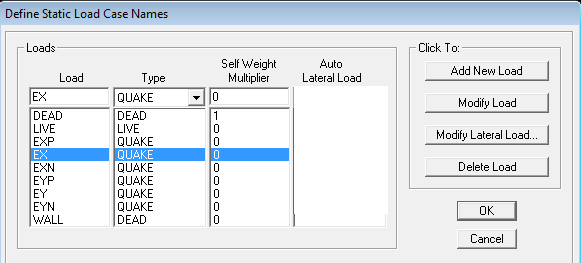 Define Static Load Case Names
Loads
Click To:
Load Type Self Weight Multiplier Auto Lateral Load
EX QUAKE 0
DEAD DEAD 1
LIVE LIVE 0
EXP QUAKE 0
EX QUAKE 0
EXN QUAKE 0
EYP QUAKE 0
EY QUAKE 0
EYN QUAKE 0
WALL DEAD 0
Add New Load
Modify Load
Modify Lateral Load...
Delete Load
OK
Cancel